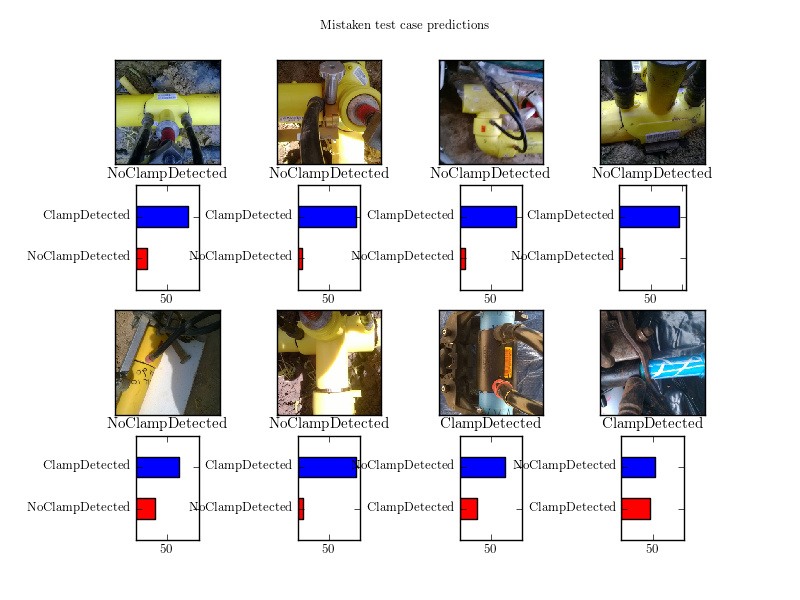 Mistaken test case predictions
NoClampDetected NoClampDetected NoClampDetected NoClampDetected
ClampDetected ClampDetected ClampDetected ClampDetected
NoClampDetected NoClampDetected NoClampDetected NoClampDetected
50 50 50 50
NoClampDetected NoClampDetected ClampDetected ClampDetected
ClampDetected ClampDetected NoClampDetected NoClampDetected
NoClampDetected NoClampDetected ClampDetected ClampDetected
50 50 50 50